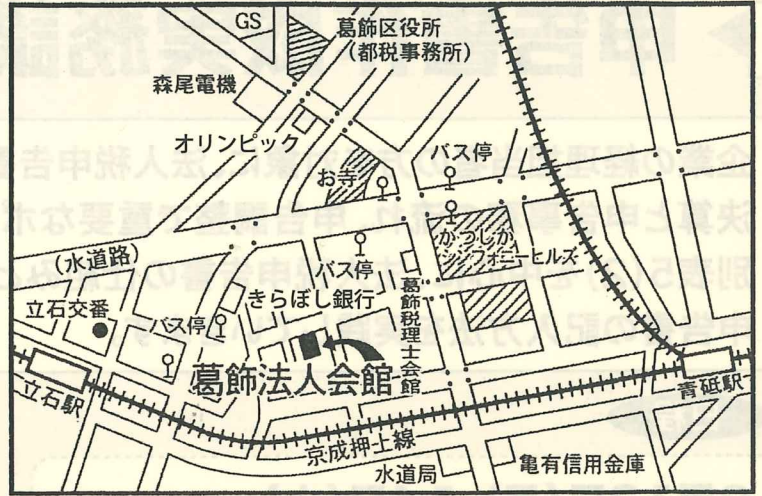 GS
葛飾区役所
(都税事務所)
森尾電機
オリンピック
バス停
お寺
かつしか
シンフォニーヒルズ
(水道路)
バス停
立石交番
きらぼし銀行
バス停
葛飾税理士会館
葛飾法人会館
立石駅
青砥駅
京成押上線
水道局
亀有信用金庫